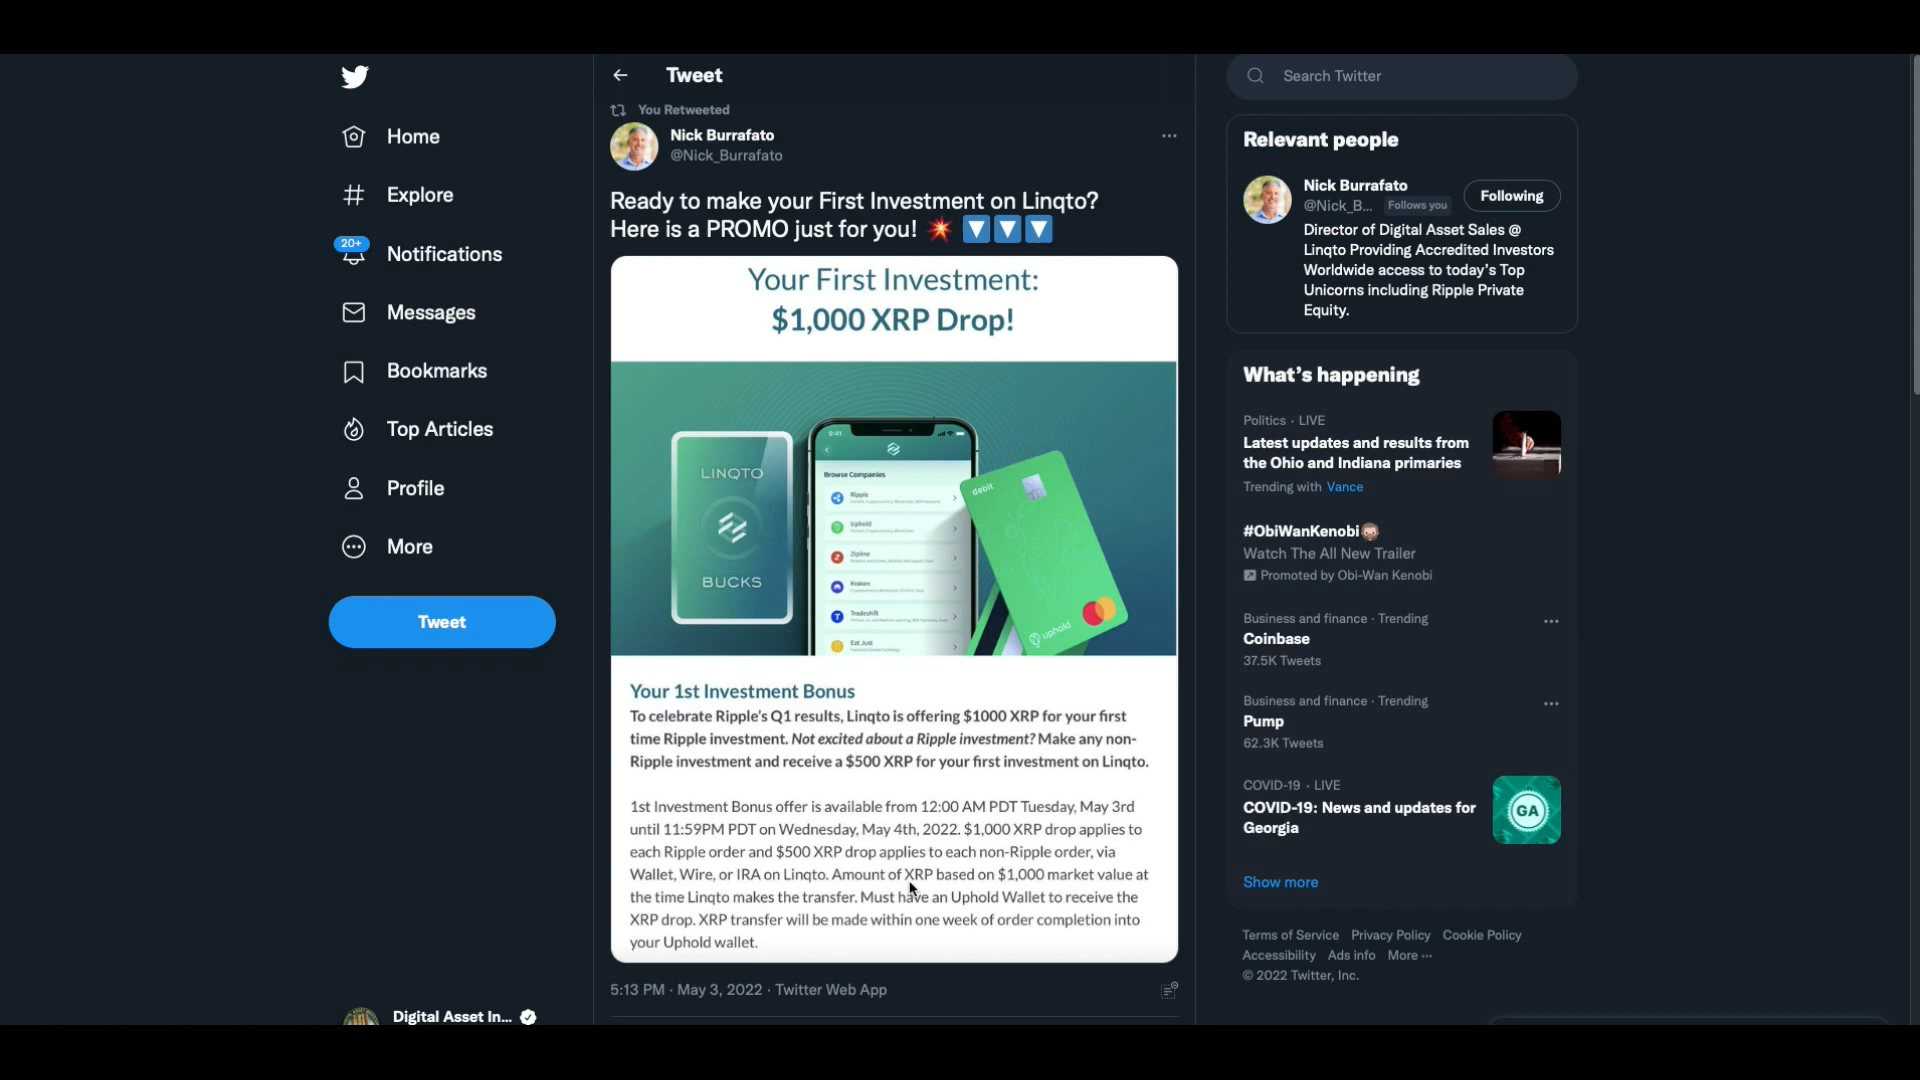 Home
Explore
20+
Notifications
Messages
Bookmarks
Top Articles
Profile
More
Tweet
Digital Asset In...
Tweet
You Retweeted
Nick Burrafato
@Nick_Burrafato
Ready to make your First Investment on Linqto?
Here is a PROMO just for you! 💥 🔽🔽🔽
Your First Investment:
$1,000 XRP Drop!
LINQTO
BUCKS
9:41
Browse Companies
Ripple
Uphold
Zipline
Kraken
Tradeshift
Eat Just
debit
uphold
Your 1st Investment Bonus
To celebrate Ripple's Q1 results, Linqto is offering $1000 XRP for your first
time Ripple investment. Not excited about a Ripple investment? Make any non-
Ripple investment and receive a $500 XRP for your first investment on Linqto.
1st Investment Bonus offer is available from 12:00 AM PDT Tuesday, May 3rd
until 11:59PM PDT on Wednesday, May 4th, 2022. $1,000 XRP drop applies to
each Ripple order and $500 XRP drop applies to each non-Ripple order, via
Wallet, Wire, or IRA on Linqto. Amount of XRP based on $1,000 market value at
the time Linqto makes the transfer. Must have an Uphold Wallet to receive the
XRP drop. XRP transfer will be made within one week of order completion into
your Uphold wallet.
5:13 PM · May 3, 2022 · Twitter Web App
Search Twitter
Relevant people
Nick Burrafato
@Nick_B... Follows you
Following
Director of Digital Asset Sales @
Linqto Providing Accredited Investors
Worldwide access to today's Top
Unicorns including Ripple Private
Equity.
What's happening
Politics · LIVE
Latest updates and results from
the Ohio and Indiana primaries
Trending with Vance
#ObiWanKenobi
Watch The All New Trailer
Promoted by Obi-Wan Kenobi
Business and finance · Trending
Coinbase
37.5K Tweets
Business and finance · Trending
Pump
62.3K Tweets
COVID-19 · LIVE
COVID-19: News and updates for
Georgia
GA
Show more
Terms of Service Privacy Policy Cookie Policy
Accessibility Ads info More ···
© 2022 Twitter, Inc.